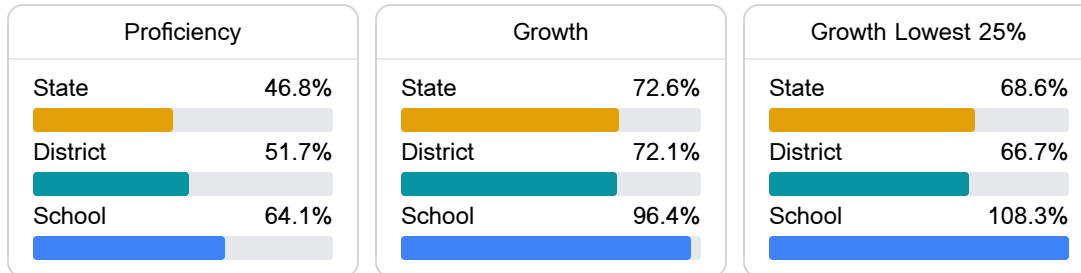 Proficiency
State 46.8%
District 51.7%
School 64.1%
Growth
State 72.6%
District 72.1%
School 96.4%
Growth Lowest 25%
State 68.6%
District 66.7%
School 108.3%